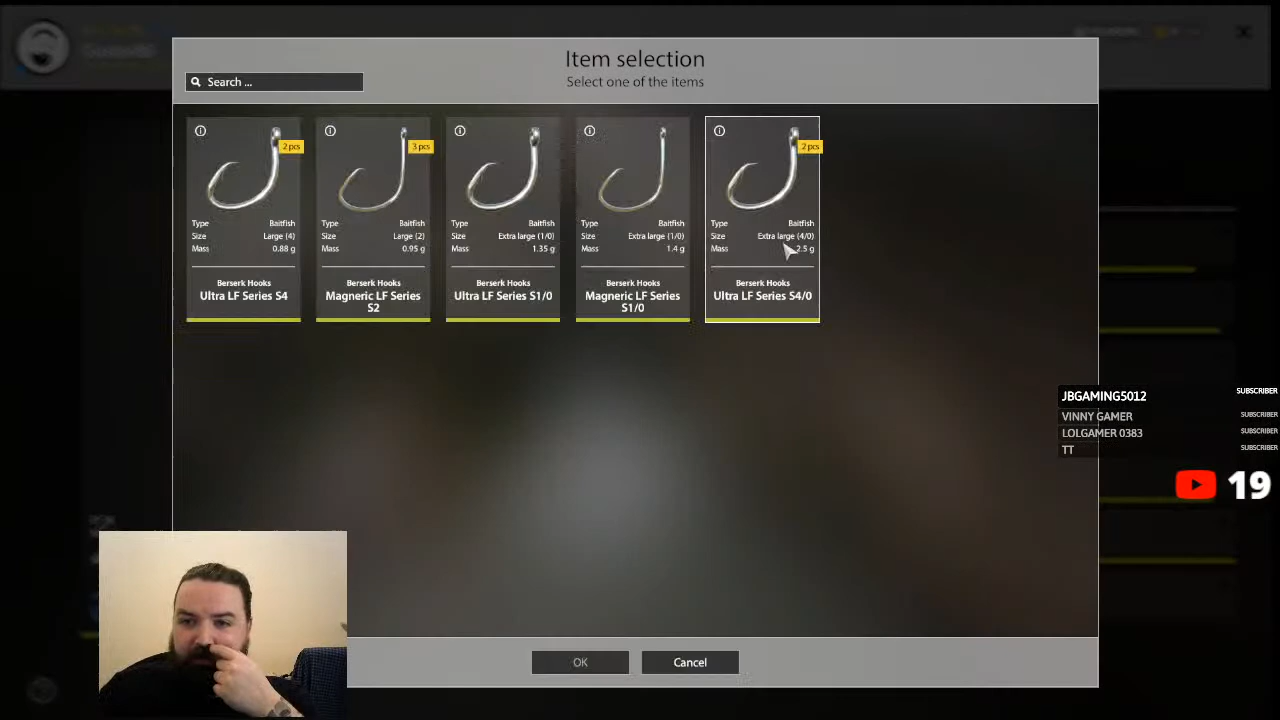 Item selection
Select one of the items
Search ...
2 pcs
Type Baitfish
Size Large (4)
Mass 0.88 g
Berserk Hooks
Ultra LF Series S4
3 pcs
Type Baitfish
Size Large (2)
Mass 0.95 g
Berserk Hooks
Magneric LF Series
S2
Type Baitfish
Size Extra large (1/0)
Mass 1.35 g
Berserk Hooks
Ultra LF Series S1/0
Type Baitfish
Size Extra large (1/0)
Mass 1.4 g
Berserk Hooks
Magneric LF Series
S1/0
2 pcs
Type Baitfish
Size Extra large (4/0)
Mass 2.5 g
Berserk Hooks
Ultra LF Series S4/0
JBGAMING5012 SUBSCRIBER
VINNY GAMER SUBSCRIBER
LOLGAMER 0383 SUBSCRIBER
TT SUBSCRIBER
19
OK Cancel